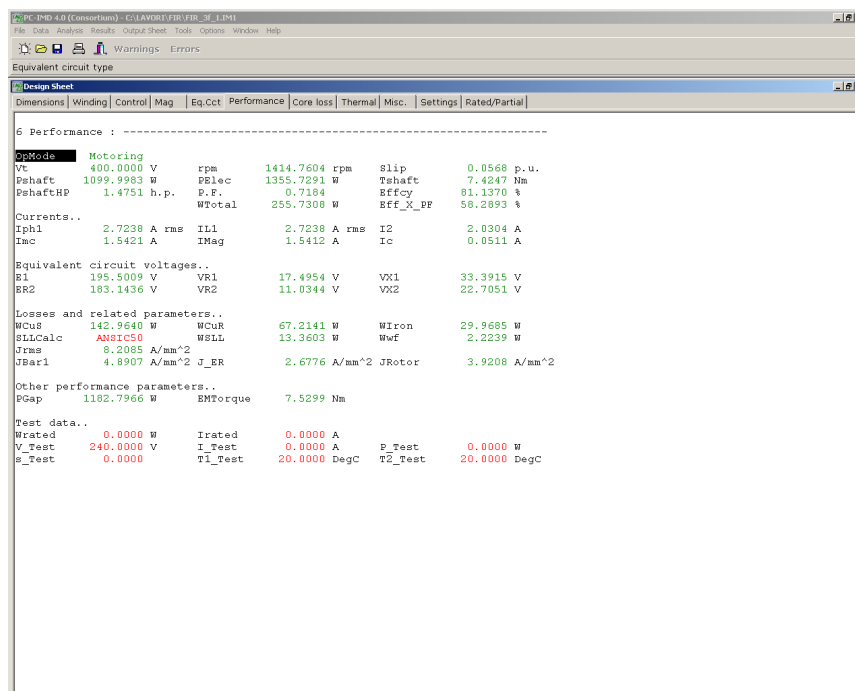 PC-IMD 4.0 (Consortium) - C:\LAVORI\FIR\FIR_3f_1.IM1
File Data Analysis Results Output Sheet Tools Options Window Help
Warnings Errors
Equivalent circuit type
Design Sheet
Dimensions Winding Control Mag Eq.Cct Performance Core loss Thermal Misc. Settings Rated/Partial
6 Performance : ---------------------------------------------------------------
OpMode Motoring
Vt 400.0000 V rpm 1414.7604 rpm Slip 0.0568 p.u.
Pshaft 1099.9983 W PElec 1355.7291 W Tshaft 7.4247 Nm
PshaftHP 1.4751 h.p. P.F. 0.7184 Effcy 81.1370 %
WTotal 255.7308 W Eff_X_PF 58.2893 %
Currents..
Iph1 2.7238 A rms IL1 2.7238 A rms I2 2.0304 A
Imc 1.5421 A IMag 1.5412 A Ic 0.0511 A
Equivalent circuit voltages..
E1 195.5009 V VR1 17.4954 V VX1 33.3915 V
ER2 183.1436 V VR2 11.0344 V VX2 22.7051 V
Losses and related parameters..
WCuS 142.9640 W WCuR 67.2141 W WIron 29.9685 W
SLLCalc ANSIC50 WSLL 13.3603 W Wwf 2.2239 W
Jrms 8.2085 A/mm^2
JBar1 4.8907 A/mm^2 J_ER 2.6776 A/mm^2 JRotor 3.9208 A/mm^2
Other performance parameters..
PGap 1182.7966 W EMTorque 7.5299 Nm
Test data..
Wrated 0.0000 W Irated 0.0000 A
V_Test 240.0000 V I_Test 0.0000 A P_Test 0.0000 W
s_Test 0.0000 T1_Test 20.0000 DegC T2_Test 20.0000 DegC